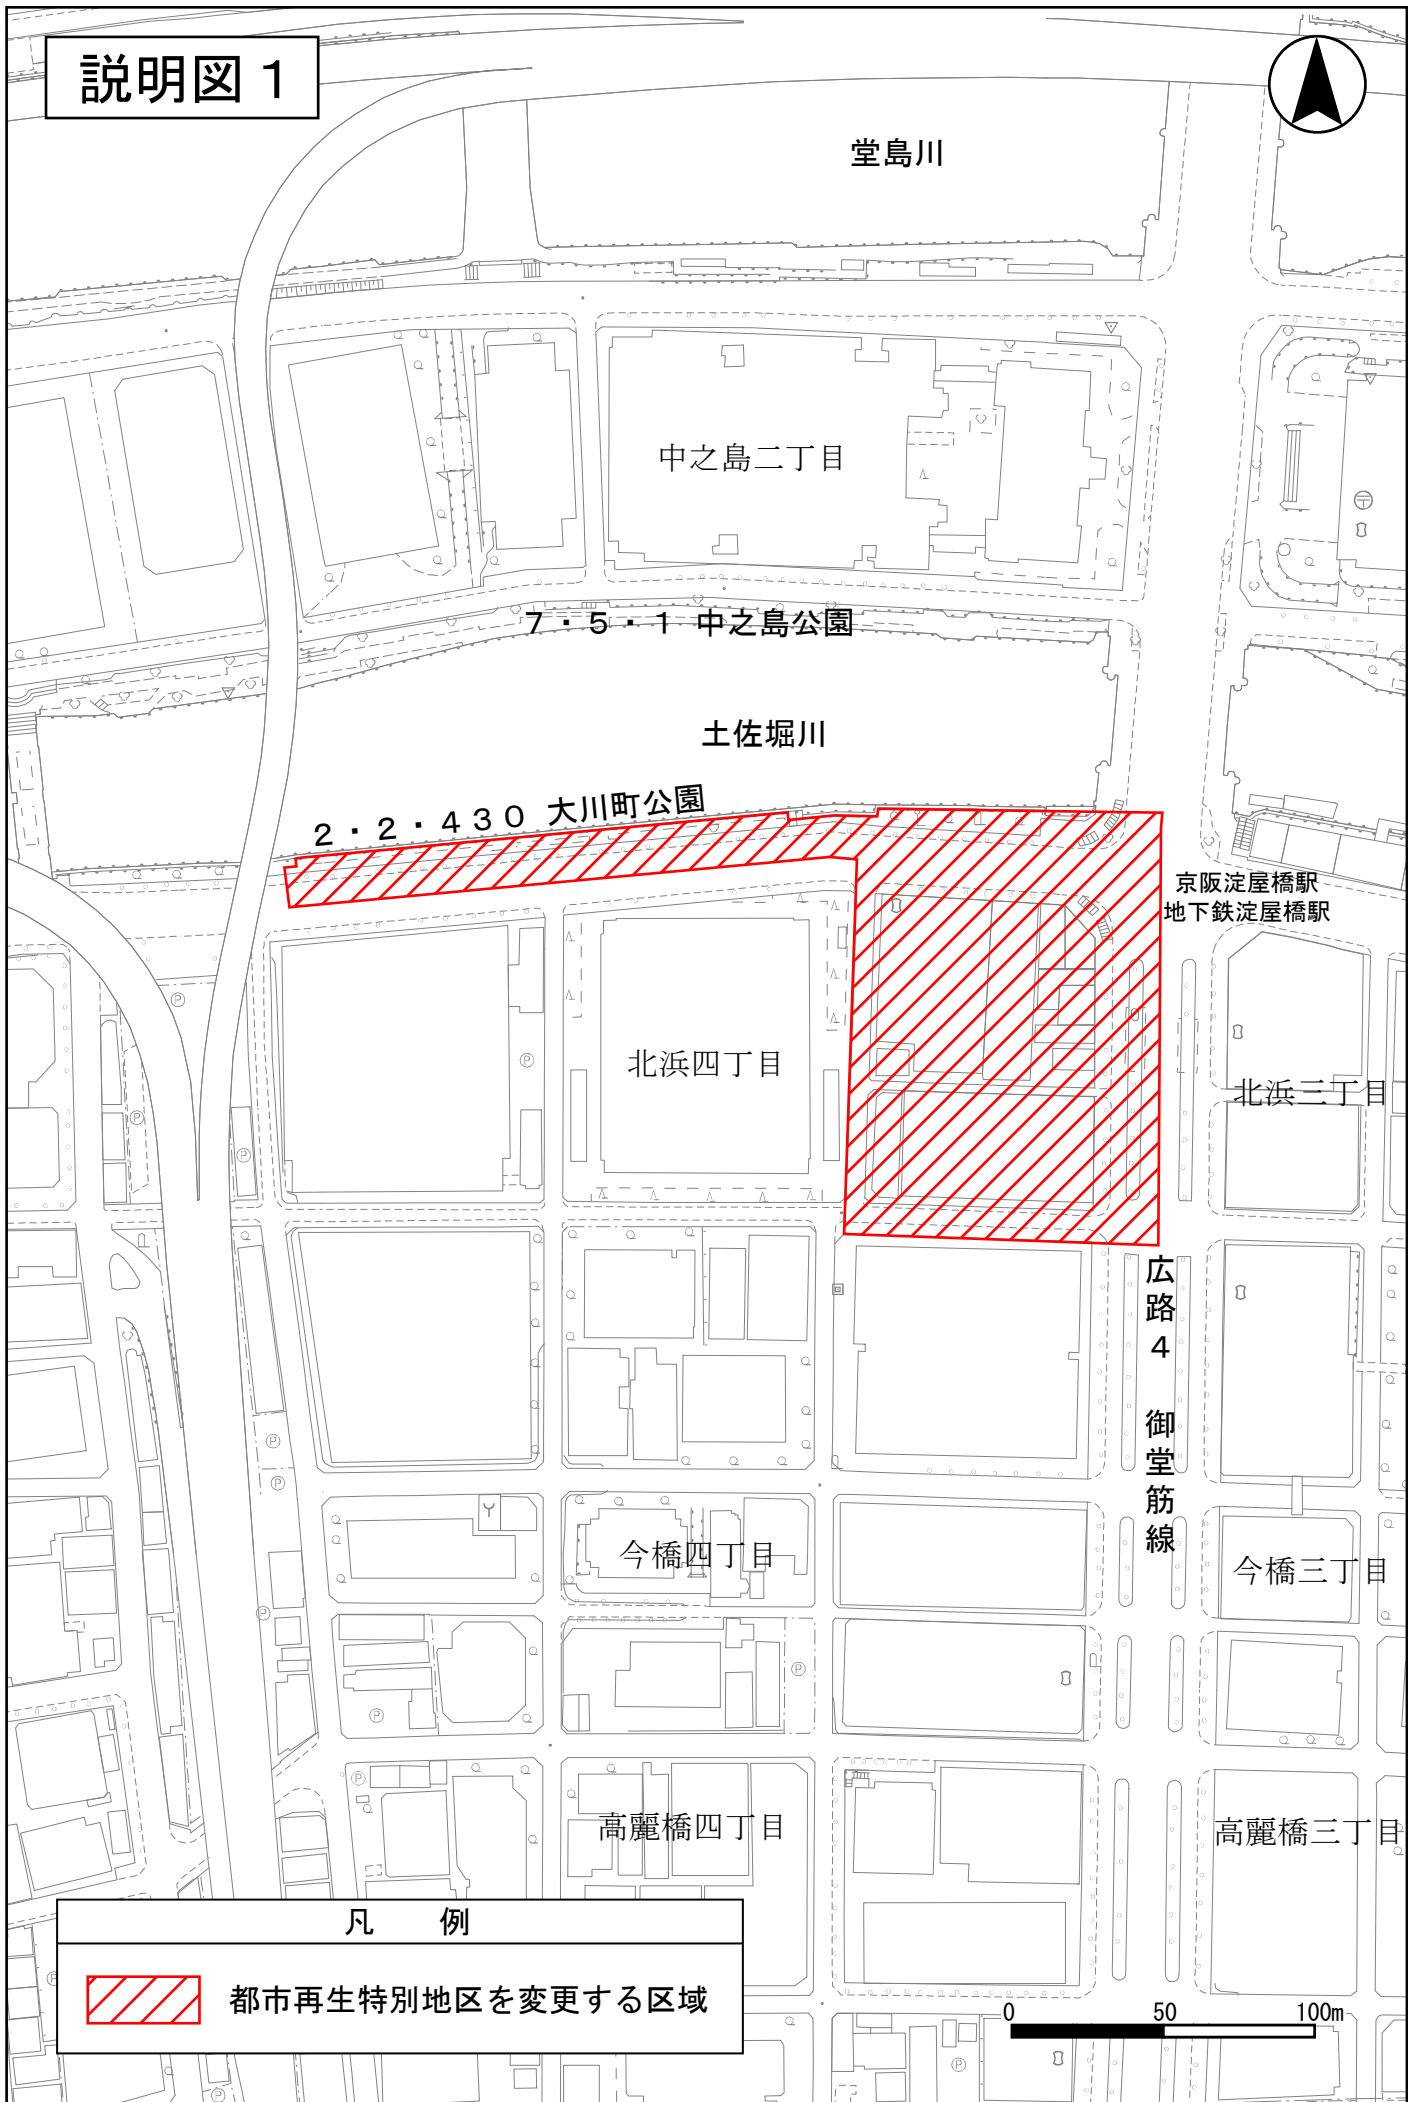 説明図１
堂島川
中之島二丁目
７・５・１ 中之島公園
土佐堀川
２・２・４３０ 大川町公園
京阪淀屋橋駅
地下鉄淀屋橋駅
北浜四丁目
北浜三丁目
広路４ 御堂筋線
今橋四丁目
今橋三丁目
高麗橋四丁目
高麗橋三丁目
凡 例
都市再生特別地区を変更する区域
0 50 100m